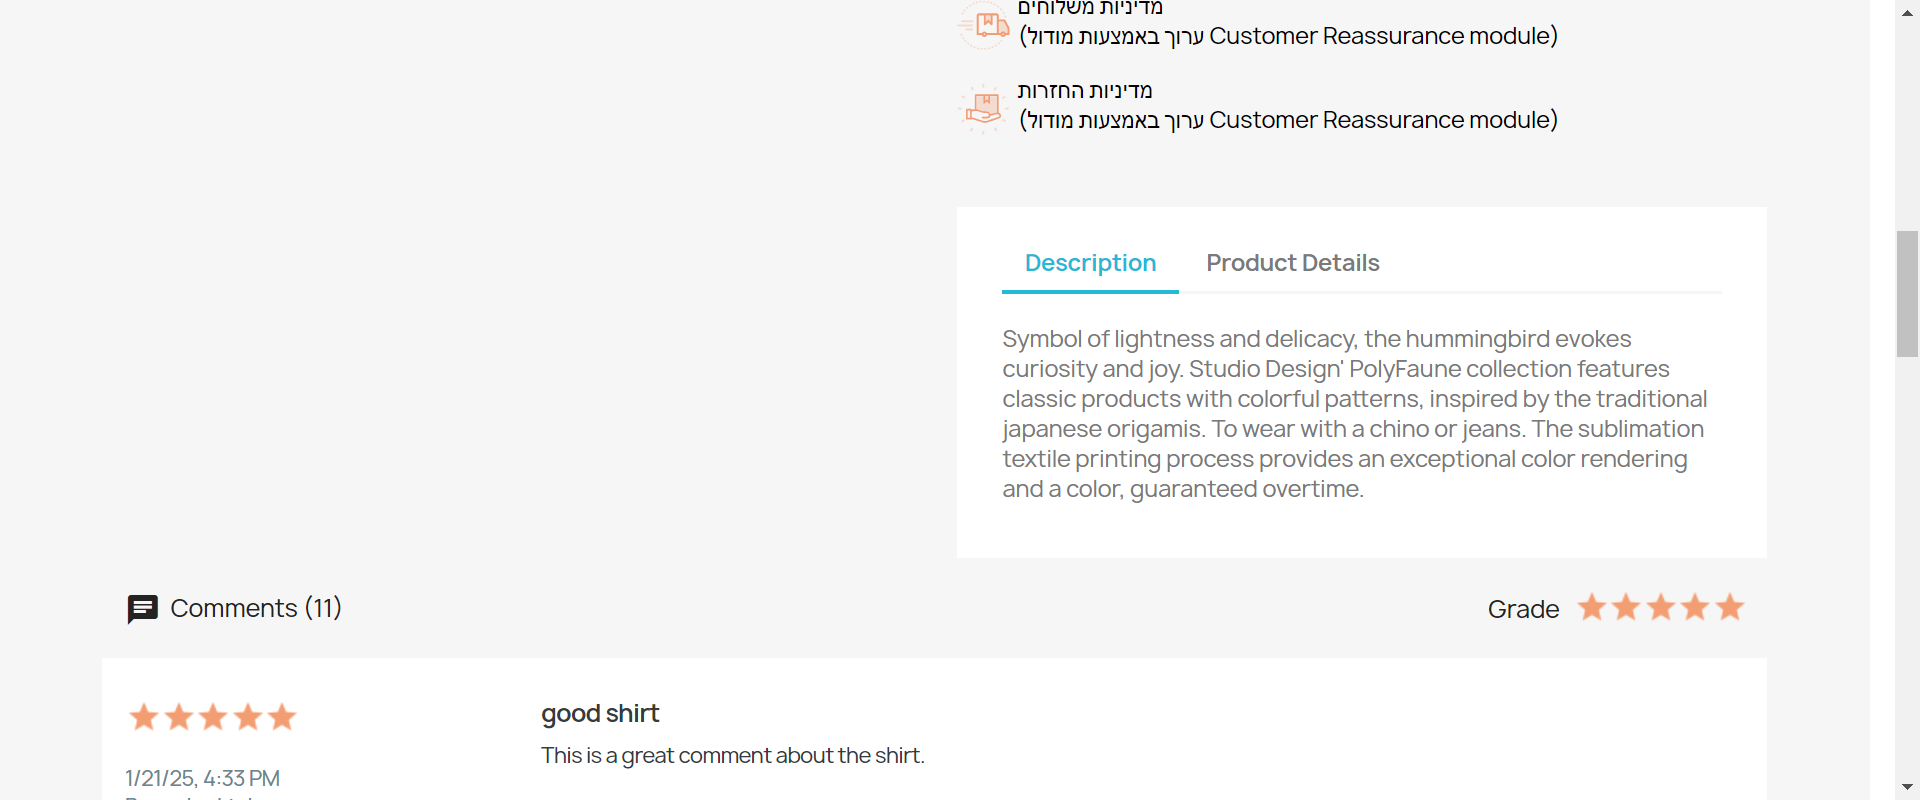 מדיניות משלוחים
(ערוך באמצעות מודול Customer Reassurance module)
מדיניות החזרות
(ערוך באמצעות מודול Customer Reassurance module)
Description
Product Details
Symbol of lightness and delicacy, the hummingbird evokes
curiosity and joy. Studio Design' PolyFaune collection features
classic products with colorful patterns, inspired by the traditional
japanese origamis. To wear with a chino or jeans. The sublimation
textile printing process provides an exceptional color rendering
and a color, guaranteed overtime.
Comments (11)
Grade
good shirt
This is a great comment about the shirt.
1/21/25, 4:33 PM